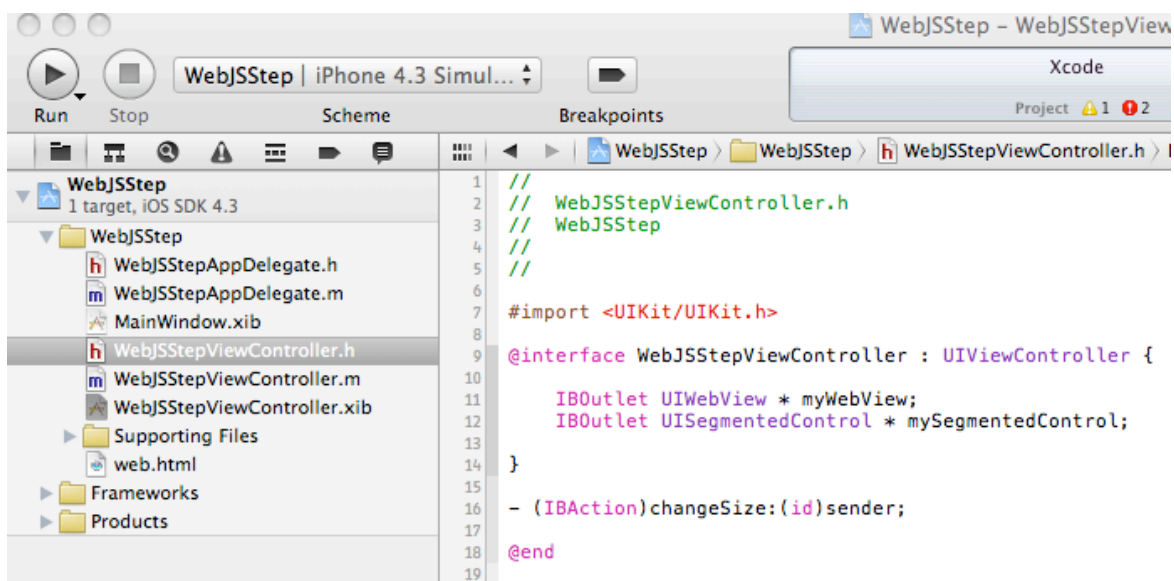 WebJSStep – WebJSStepView
WebJSStep | iPhone 4.3 Simul...
Xcode
Project 1 2
Run Stop Scheme Breakpoints
WebJSStep WebJSStep WebJSStepViewController.h
WebJSStep
1 target, iOS SDK 4.3
WebJSStep
WebJSStepAppDelegate.h
WebJSStepAppDelegate.m
MainWindow.xib
WebJSStepViewController.h
WebJSStepViewController.m
WebJSStepViewController.xib
Supporting Files
web.html
Frameworks
Products
1 //
2 // WebJSStepViewController.h
3 // WebJSStep
4 //
5 //
6
7 #import <UIKit/UIKit.h>
8
9 @interface WebJSStepViewController : UIViewController {
10
11 IBOutlet UIWebView * myWebView;
12 IBOutlet UISegmentedControl * mySegmentedControl;
13
14 }
15
16 - (IBAction)changeSize:(id)sender;
17
18 @end
19